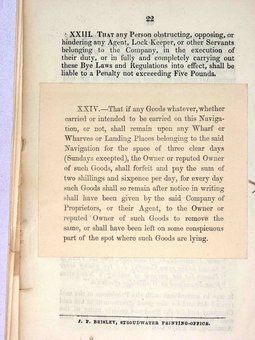 22
XXIII. THAT any Person obstructing, opposing, or
hindering any Agent, Lock-Keeper, or other Servants
belonging to the Company, in the execution of
their duty, or in fully and completely carrying out
these Bye Laws and Regulations into effect, shall be
liable to a Penalty not exceeding Five Pounds.
XXIV.—That if any Goods whatever, whether
carried or intended to be carried on this Naviga-
tion, or not, shall remain upon any Wharf or
Wharves or Landing Places belonging to the said
Navigation for the space of three clear days
(Sundays excepted), the Owner or reputed Owner
of such Goods, shall forfeit and pay the sum of
two shillings and sixpence per day, for every day
such Goods shall so remain after notice in writing
shall have been given by the said Company of
Proprietors, or their Agent, to the Owner or
reputed Owner of such Goods to remove the
same, or shall have been left on some conspicuous
part of the spot where such Goods are lying.
J. P. BRISLEY, STROUDWATER PRINTING-OFFICE.